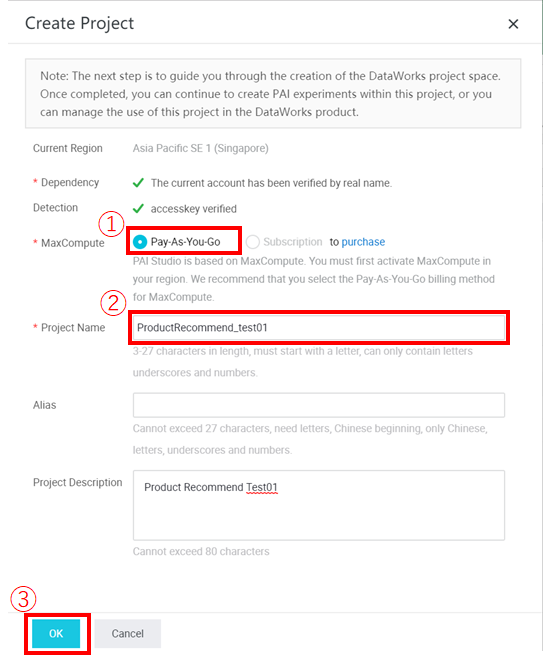 Create Project
Note: The next step is to guide you through the creation of the DataWorks project space.
Once completed, you can continue to create PAI experiments within this project, or you
can manage the use of this project in the DataWorks product.
Current Region Asia Pacific SE 1 (Singapore)
* Dependency The current account has been verified by real name.
Detection accesskey verified
①
* MaxCompute Pay-As-You-Go Subscription to purchase
PAI Studio is based on MaxCompute. You must first activate MaxCompute in
your region. We recommend that you select the Pay-As-You-Go billing method
for MaxCompute.
②
* Project Name ProductRecommend_test01
3-27 characters in length, must start with a letter, can only contain letters
underscores and numbers.
Alias
Cannot exceed 27 characters, need letters, Chinese beginning, only Chinese,
letters, underscores and numbers.
Project Description Product Recommend Test01
Cannot exceed 80 characters
③
OK Cancel